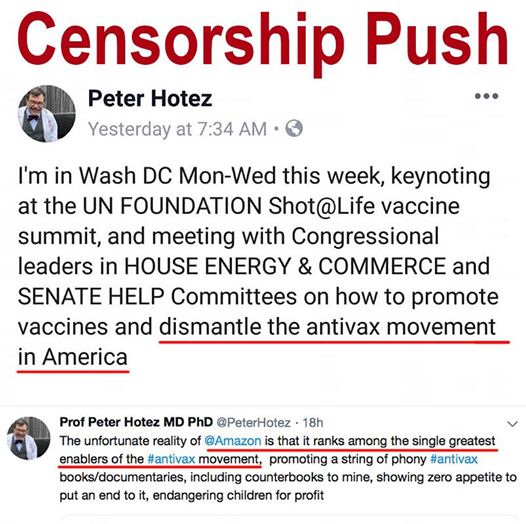 Censorship Push
Peter Hotez
Yesterday at 7:34 AM ·
I'm in Wash DC Mon-Wed this week, keynoting
at the UN FOUNDATION Shot@Life vaccine
summit, and meeting with Congressional
leaders in HOUSE ENERGY & COMMERCE and
SENATE HELP Committees on how to promote
vaccines and dismantle the antivax movement
in America
Prof Peter Hotez MD PhD @PeterHotez · 18h
The unfortunate reality of @Amazon is that it ranks among the single greatest
enablers of the #antivax movement, promoting a string of phony #antivax
books/documentaries, including counterbooks to mine, showing zero appetite to
put an end to it, endangering children for profit